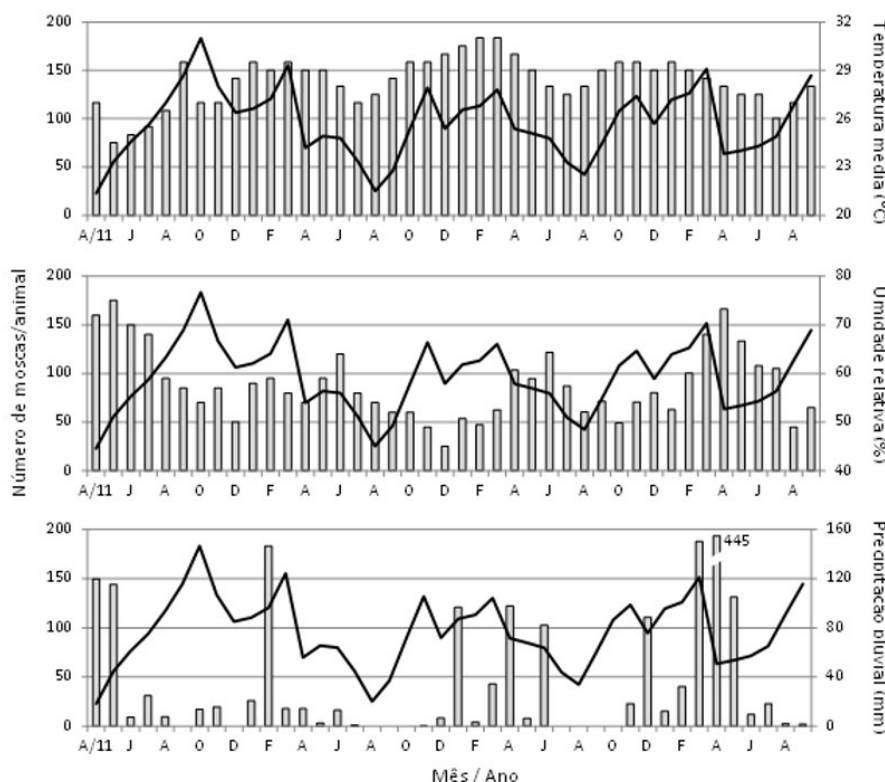 200 32
150 29
100 26
50 23
0 20
A/11 J A O D F A J A O D F A J A O D F A J A
Temperatura média (°C)
Número de moscas/animal
200 80
150 70
100 60
50 50
0 40
A/11 J A O D F A J A O D F A J A O D F A J A
Umidade relativa (%)
200 160
445
150 120
100 80
50 40
0 0
A/11 J A O D F A J A O D F A J A O D F A J A
Precipitação pluvial (mm)
Mês / Ano